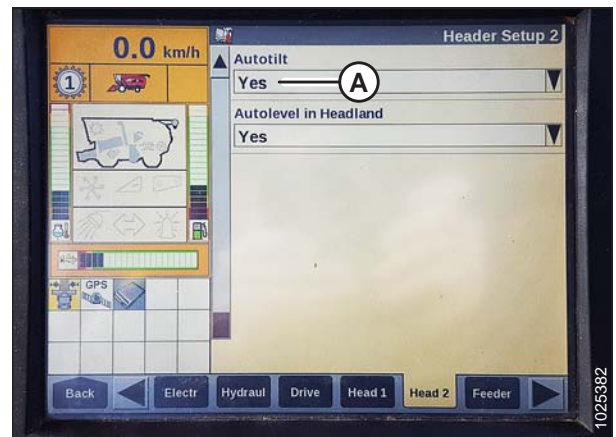 0.0 km/h
Header Setup 2
1
Autotilt
Yes
A
Autolevel in Headland
Yes
GPS
Back
Electr
Hydraul
Drive
Head 1
Head 2
Feeder
1025382